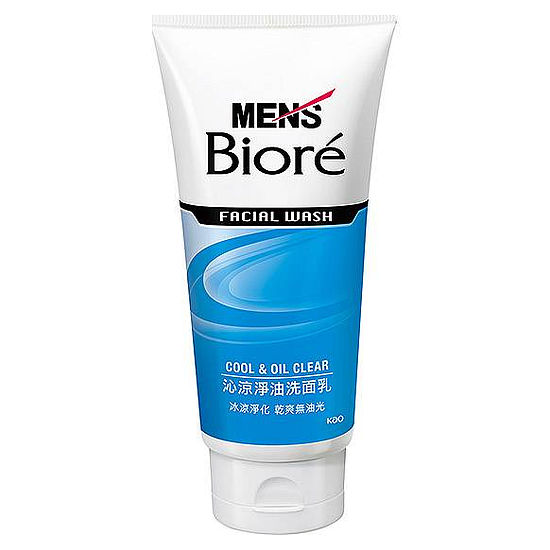 MEN'S
Bioré
FACIAL WASH
COOL & OIL CLEAR
沁涼淨油洗面乳
冰涼淨化 乾爽無油光
Kao